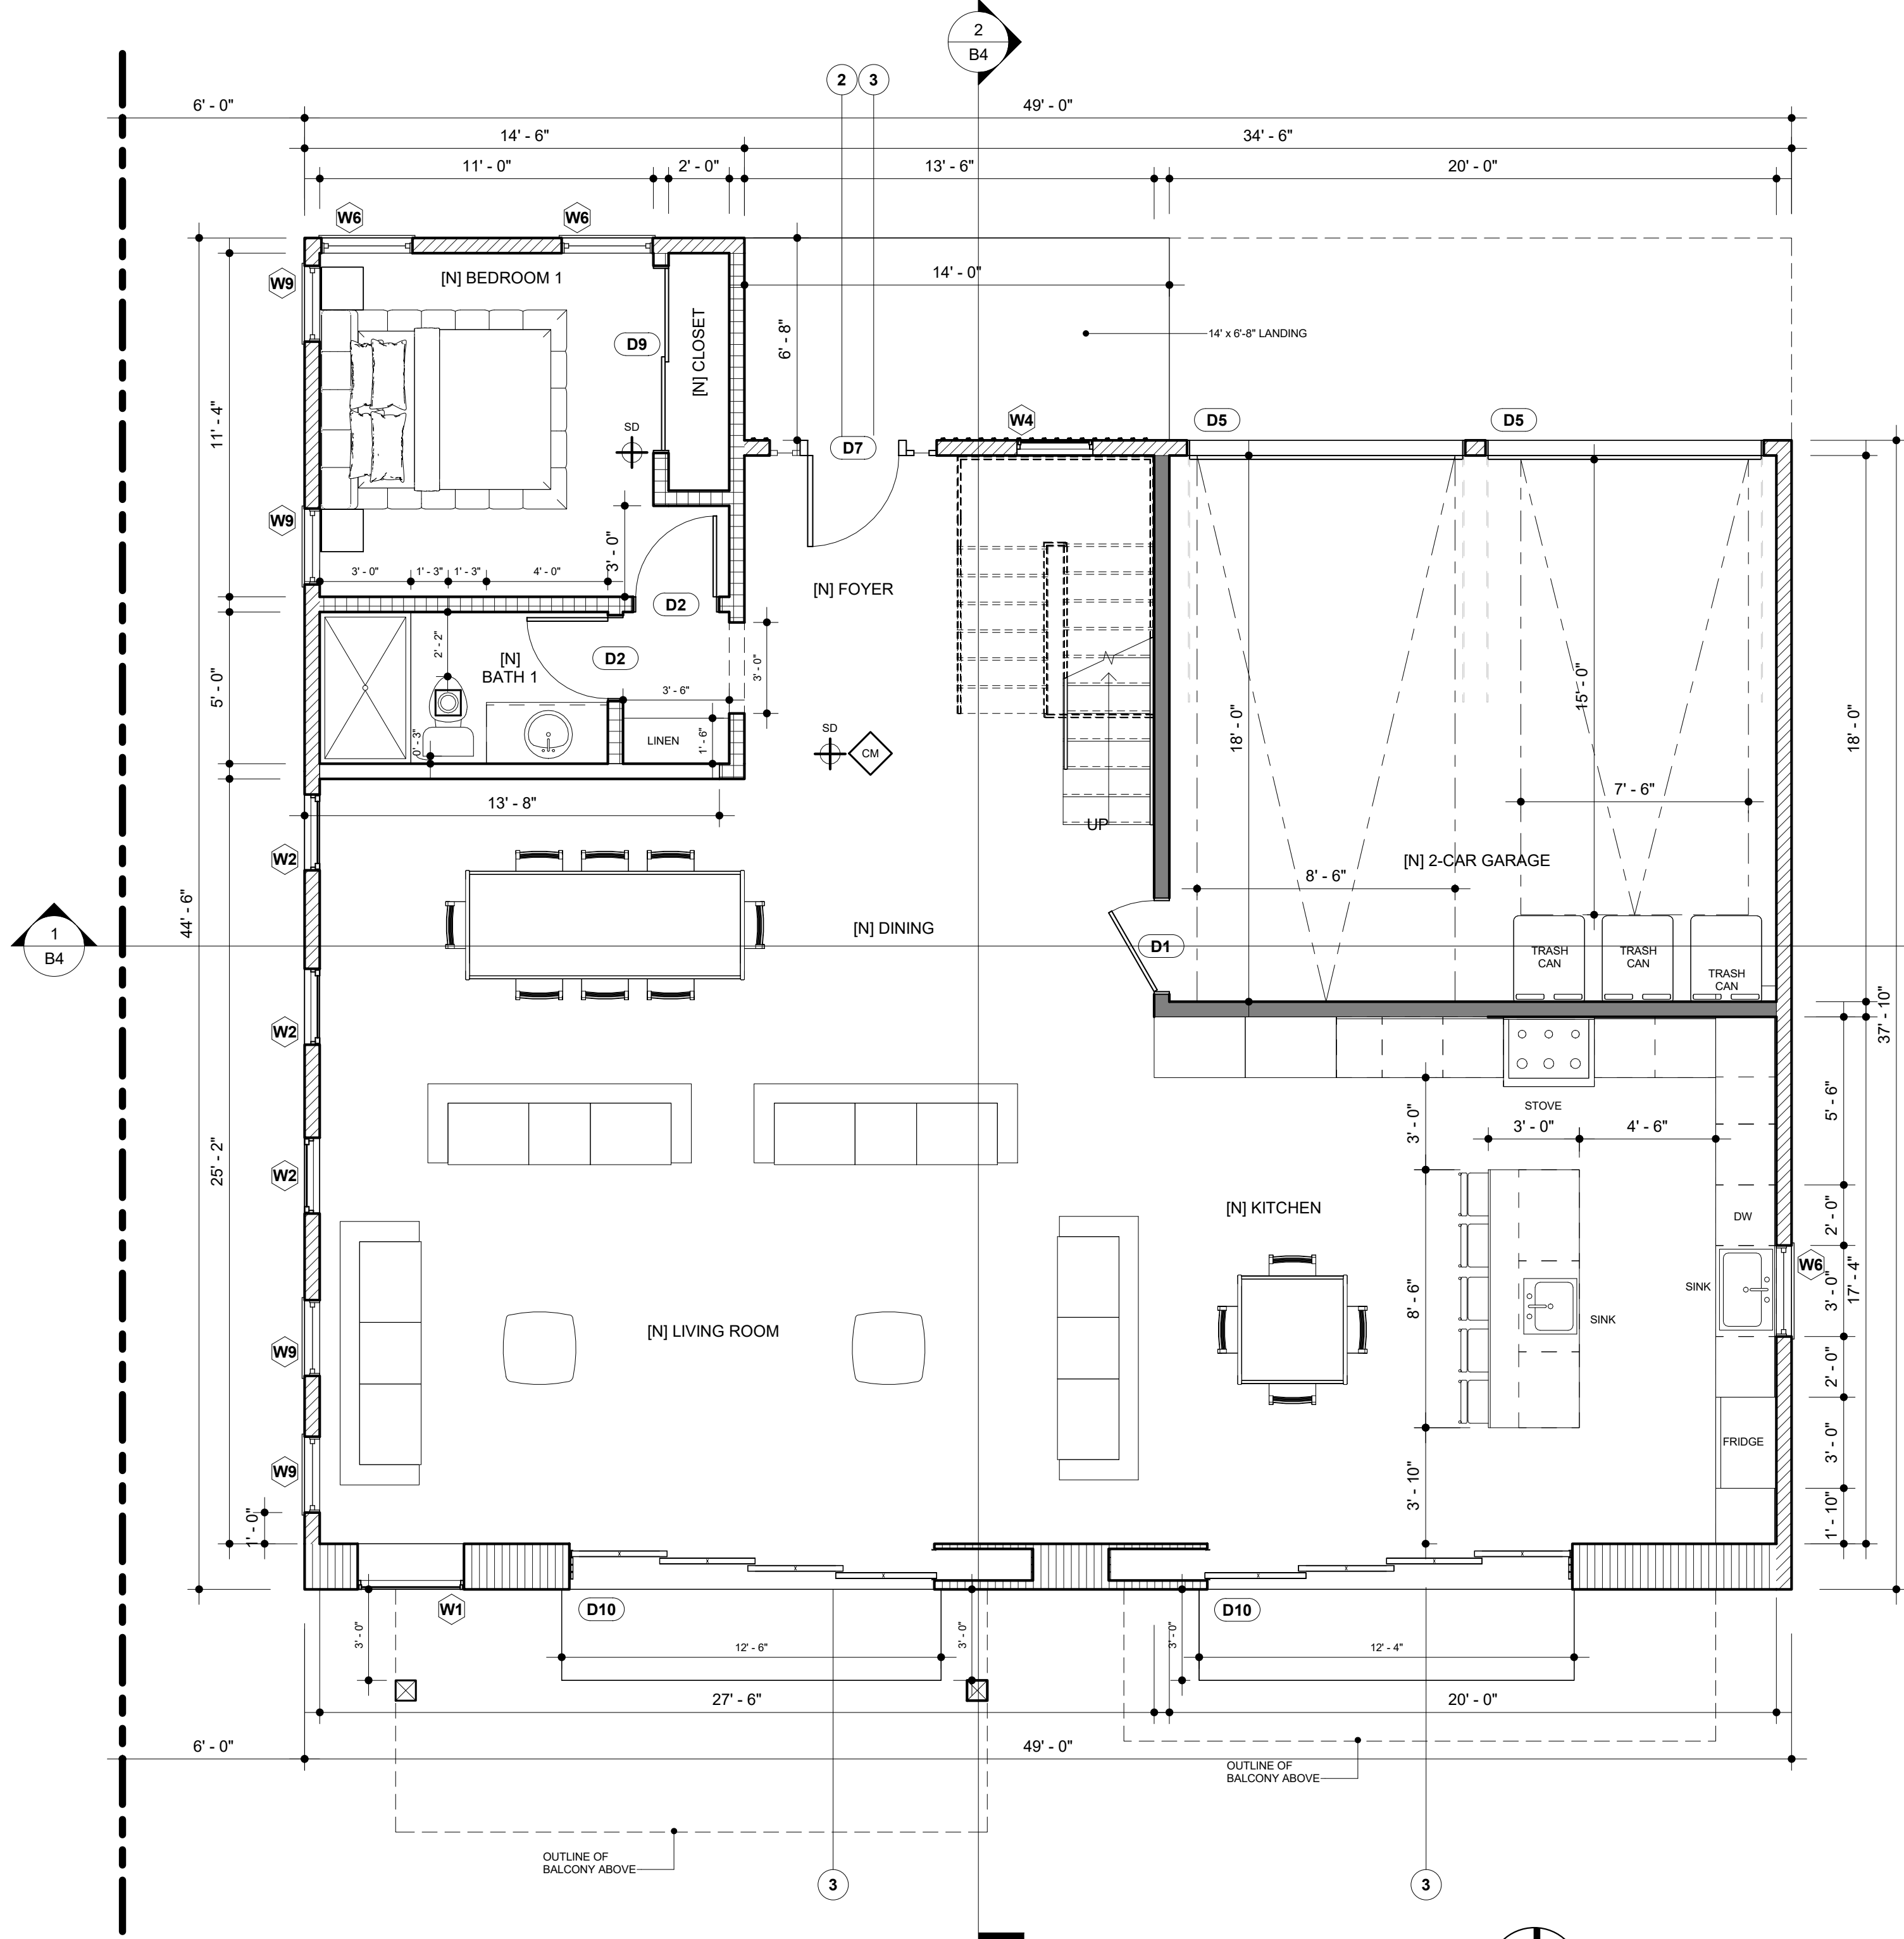 2
B4
2
3
6' - 0"
49' - 0"
14' - 6"
34' - 6"
11' - 0"
2' - 0"
13' - 6"
20' - 0"
W6
W6
W9
[N] BEDROOM 1
14' - 0"
[N] CLOSET
D9
6' - 8"
14' x 6'-8" LANDING
11' - 4"
SD
W4
D5
D5
D7
W9
3' - 0"
3' - 0"
1' - 3"
1' - 3"
4' - 0"
[N] FOYER
D2
2' - 2"
[N]
BATH 1
D2
3' - 0"
5' - 0"
3' - 6"
15' - 0"
18' - 0"
18' - 0"
0' - 3"
LINEN
1' - 6"
SD
CM
13' - 8"
7' - 6"
UP
W2
[N] 2-CAR GARAGE
8' - 6"
44' - 6"
[N] DINING
1
B4
D1
TRASH
CAN
TRASH
CAN
TRASH
CAN
W2
37' - 10"
STOVE
3' - 0"
5' - 6"
3' - 0"
4' - 6"
25' - 2"
W2
[N] KITCHEN
DW
2' - 0"
W6
SINK
3' - 0"
17' - 4"
8' - 6"
SINK
[N] LIVING ROOM
W9
2' - 0"
FRIDGE
3' - 0"
W9
3' - 10"
1' - 0"
1' - 10"
W1
D10
D10
3' - 0"
12' - 6"
3' - 0"
3' - 0"
12' - 4"
27' - 6"
20' - 0"
6' - 0"
49' - 0"
OUTLINE OF
BALCONY ABOVE
OUTLINE OF
BALCONY ABOVE
3
3